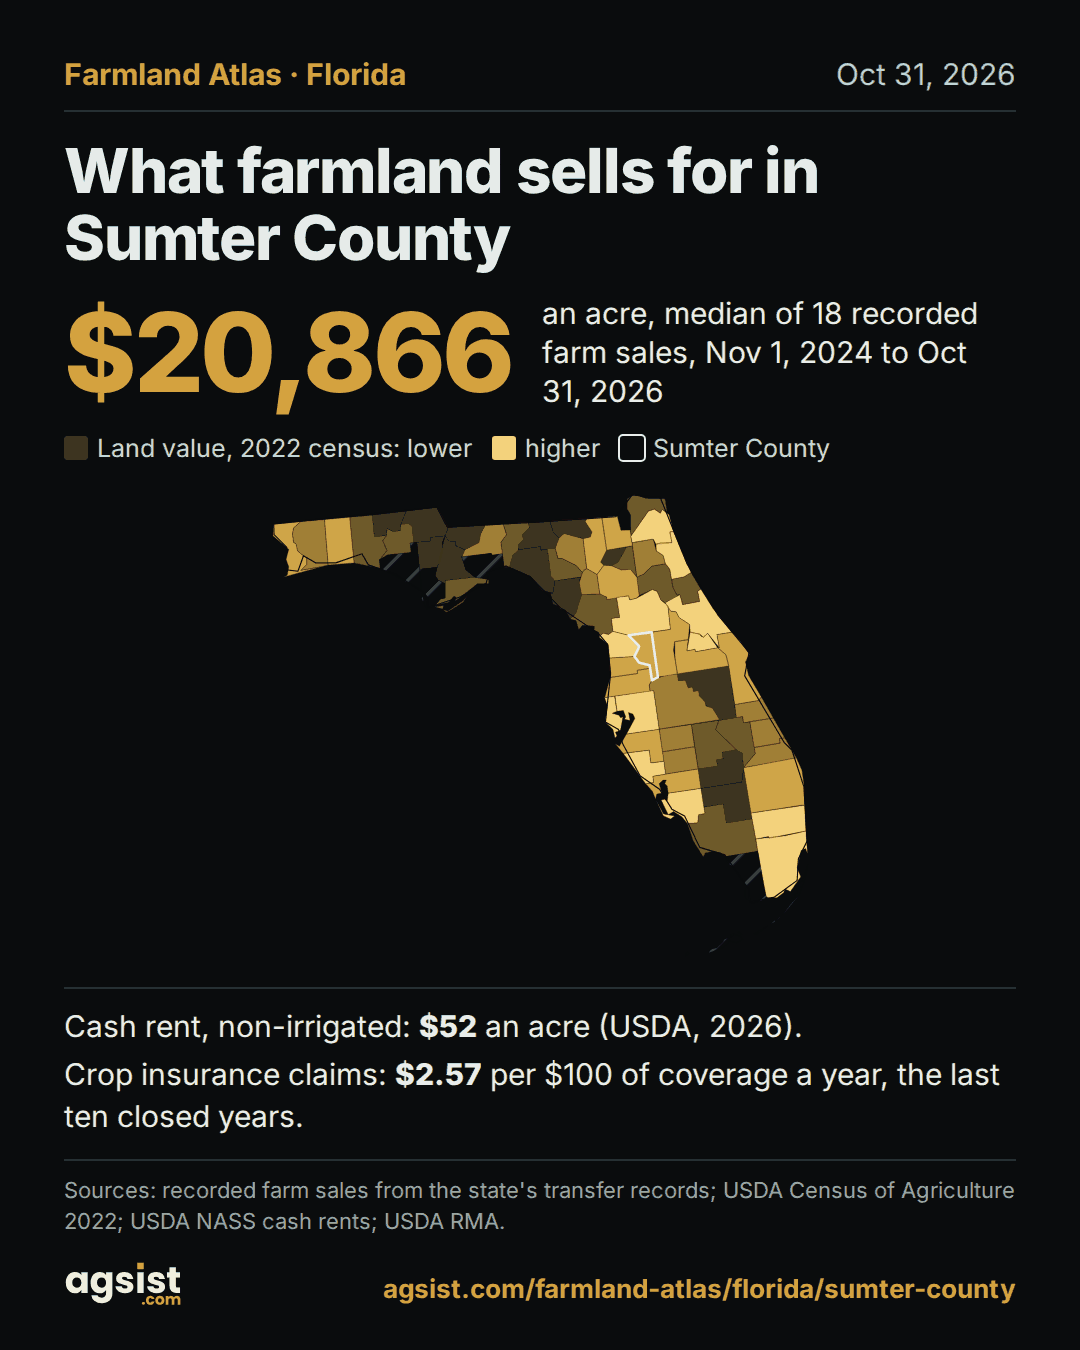 Farmland Atlas · Florida
Oct 31, 2026
What farmland sells for in
Sumter County
$20,866
an acre, median of 18 recorded
farm sales, Nov 1, 2024 to Oct
31, 2026
Land value, 2022 census: lower
higher
Sumter County
Cash rent, non-irrigated: $52 an acre (USDA, 2026).
Crop insurance claims: $2.57 per $100 of coverage a year, the last
ten closed years.
Sources: recorded farm sales from the state's transfer records; USDA Census of Agriculture
2022; USDA NASS cash rents; USDA RMA.
agsist
.com
agsist.com/farmland-atlas/florida/sumter-county